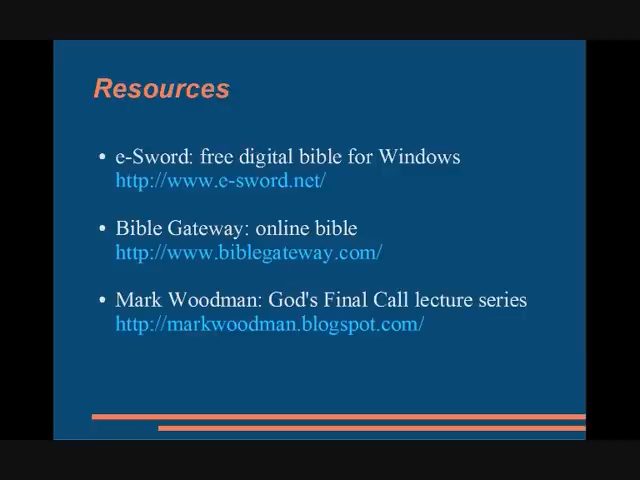 Resources
• e-Sword: free digital bible for Windows
http://www.e-sword.net/
• Bible Gateway: online bible
http://www.biblegateway.com/
• Mark Woodman: God's Final Call lecture series
http://markwoodman.blogspot.com/